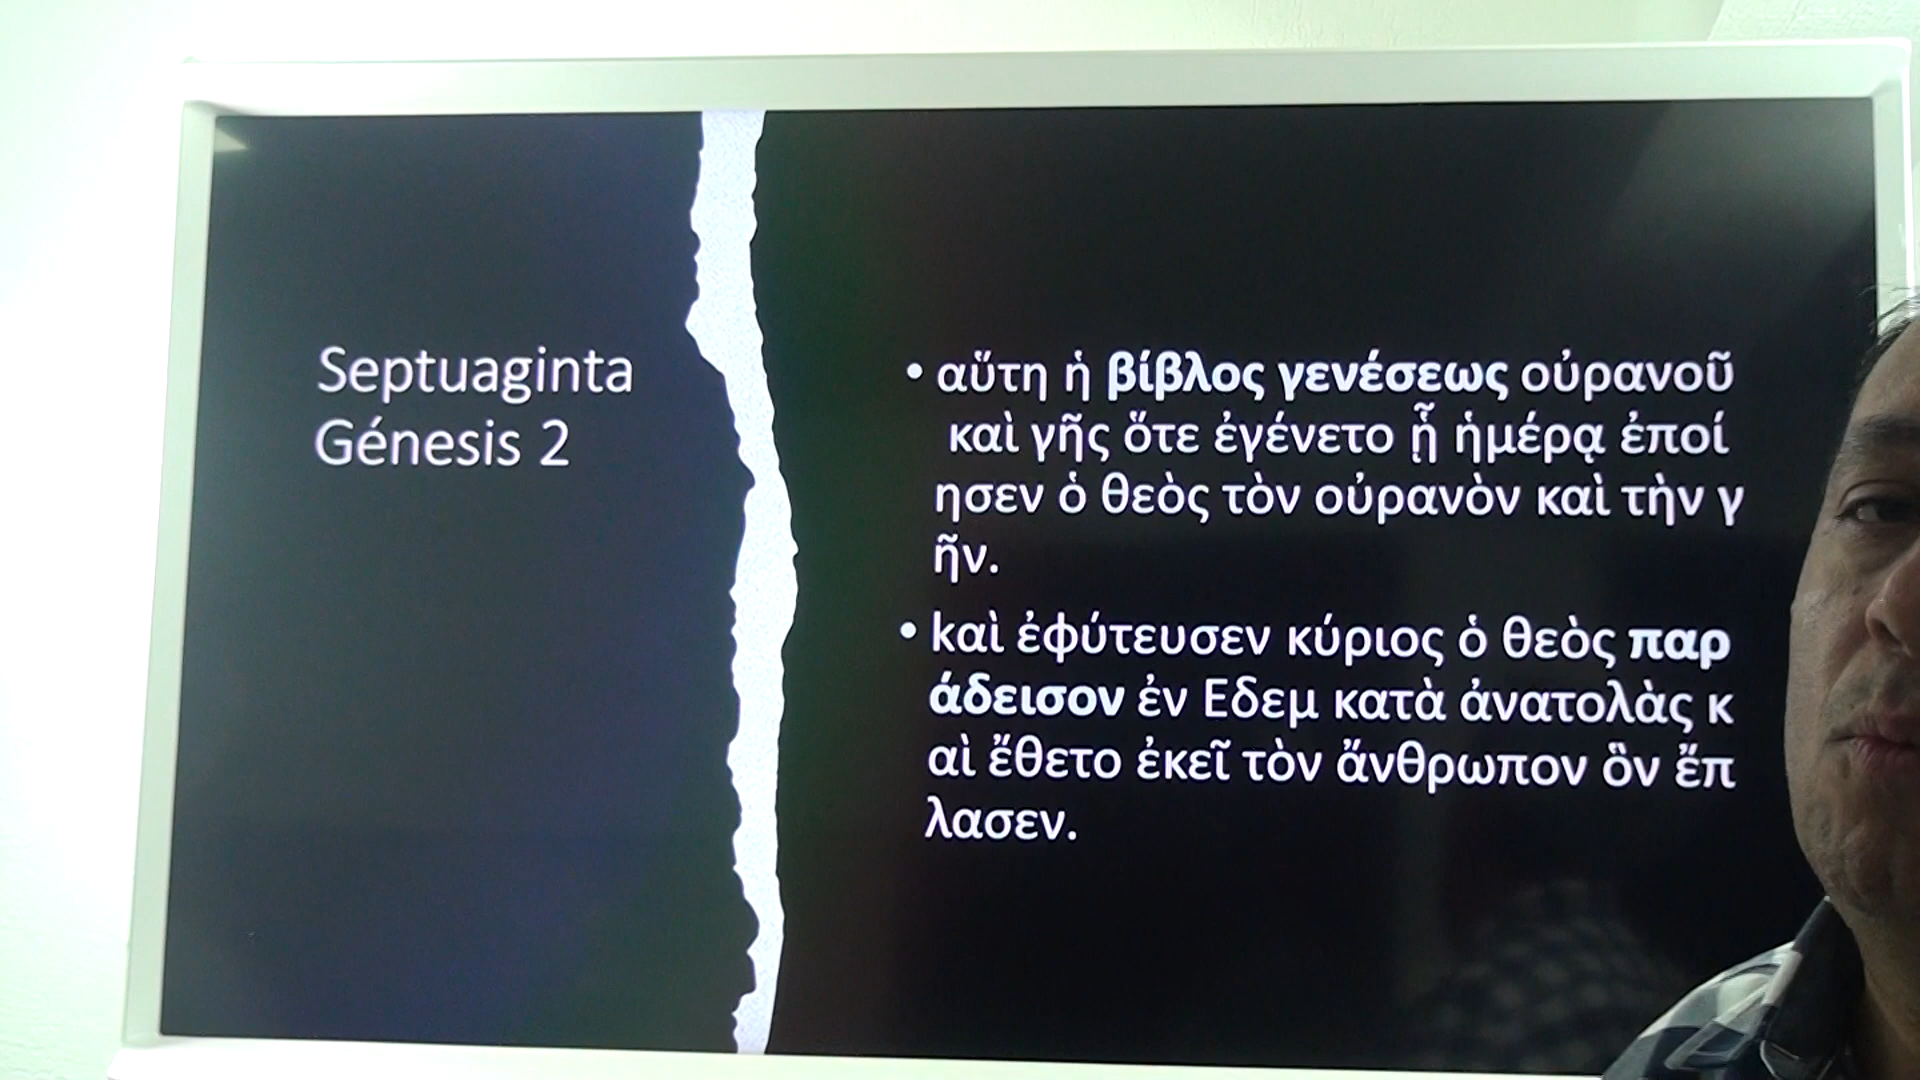 Septuaginta
Génesis 2
• αὕτη ἡ βίβλος γενέσεως οὐρανοῦ
καὶ γῆς ὅτε ἐγένετο ᾗ ἡμέρᾳ ἐποί
ησεν ὁ θεὸς τὸν οὐρανὸν καὶ τὴν γ
ῆν.
• kαὶ ἐφύτευσεν κύριος ὁ θεὸς παρ
άδεισον ἐν Εδεμ κατὰ ἀνατολὰς κ
αὶ ἔθετο ἐκεῖ τὸν ἄνθρωπον ὃν ἔπ
λασεν.